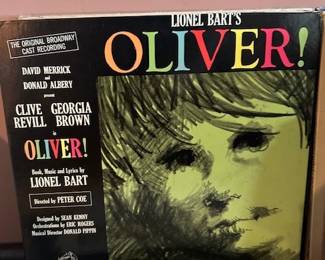 LIONEL BART'S
OLIVER!
THE ORIGINAL BROADWAY
CAST RECORDING
DAVID MERRICK
and
DONALD ALBERY
present
CLIVE GEORGIA
REVILL BROWN
in
OLIVER!
Book, Music and Lyrics by
LIONEL BART
Directed by PETER COE
Designed by SEAN KENNY
Orchestrations by ERIC ROGERS
Musical Director DONALD PIPPIN